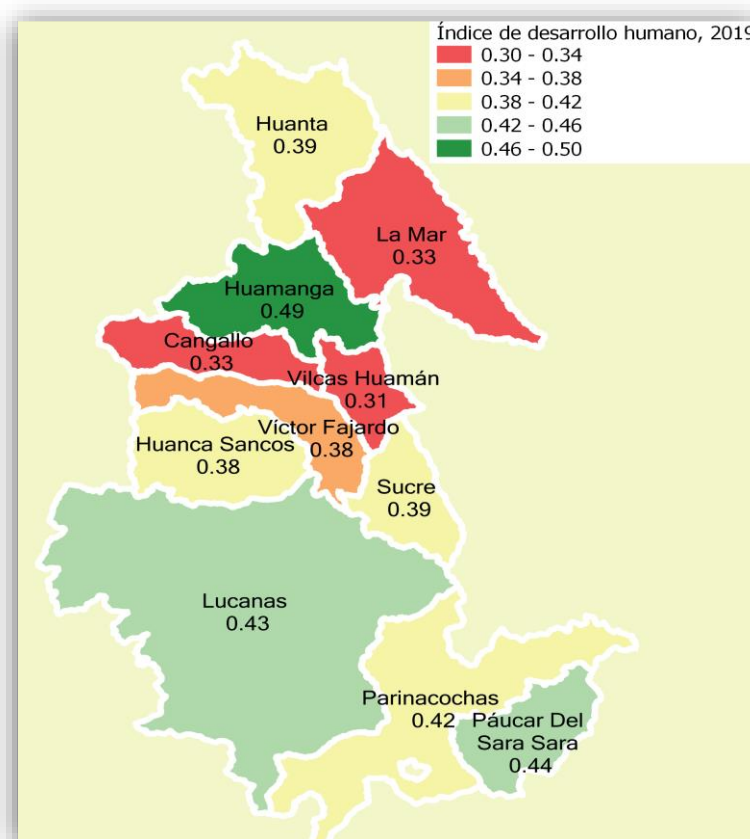 Índice de desarrollo humano, 2019
0.30 - 0.34
0.34 - 0.38
0.38 - 0.42
0.42 - 0.46
0.46 - 0.50
Huanta
0.39
La Mar
0.33
Huamanga
0.49
Cangallo
0.33
Vilcas Huamán
0.31
Víctor Fajardo
0.38
Huanca Sancos
0.38
Sucre
0.39
Lucanas
0.43
Parinacochas
0.42
Páucar Del
Sara Sara
0.44